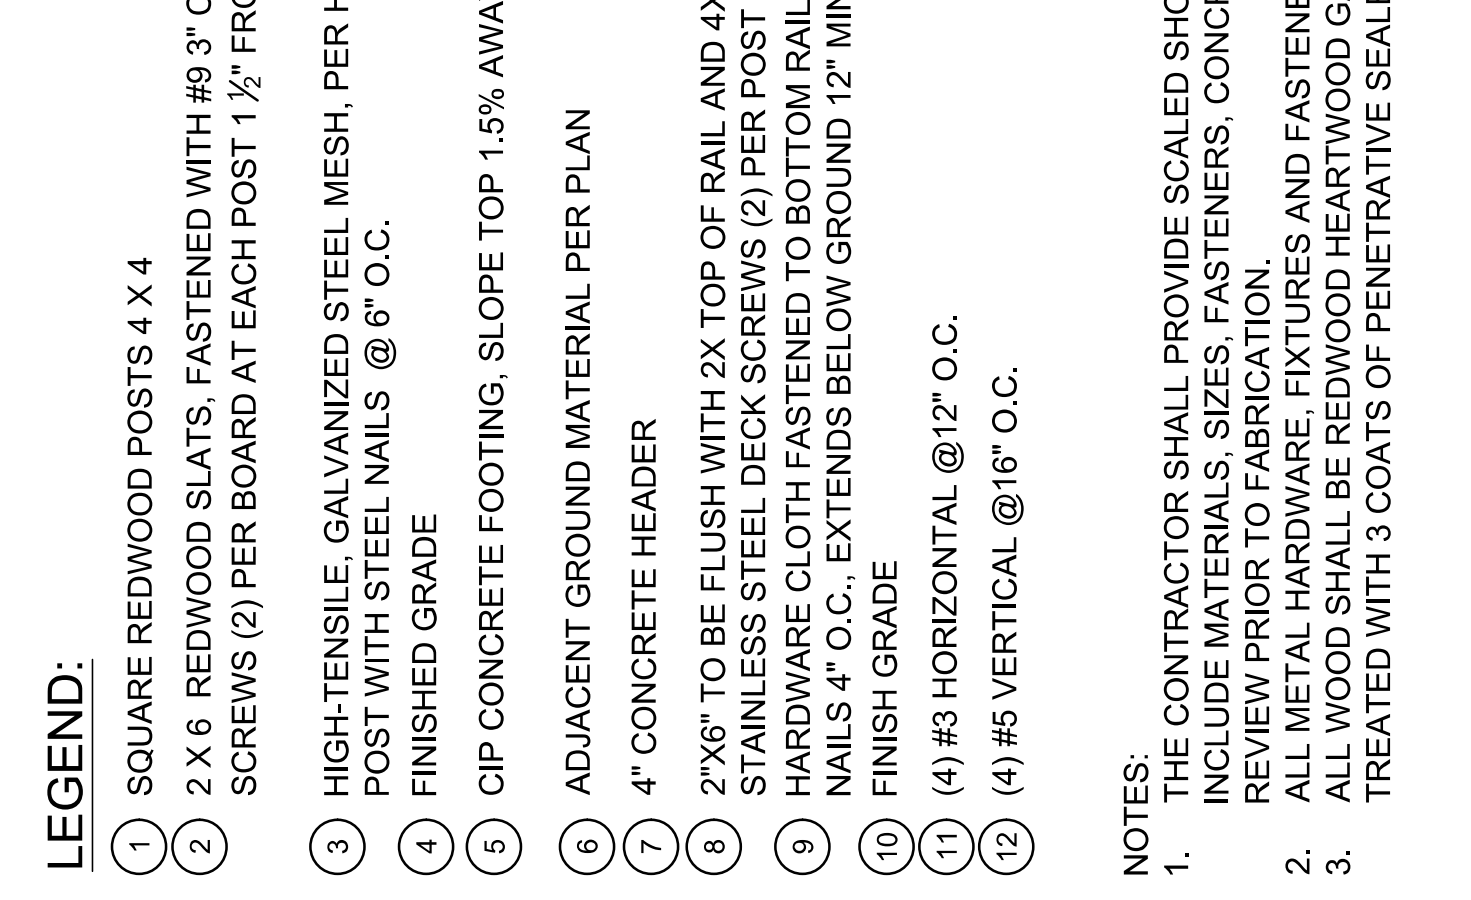 LEGEND:
1 SQUARE REDWOOD POSTS 4 X 4
2 2 X 6 REDWOOD SLATS, FASTENED WITH #9 3"
SCREWS (2) PER BOARD AT EACH POST 1 ½"
3 HIGH-TENSILE, GALVANIZED STEEL MESH, PER
POST WITH STEEL NAILS @ 6" O.C.
4 FINISHED GRADE
5 CIP CONCRETE FOOTING, SLOPE TOP 1.5% AWAY
6 ADJACENT GROUND MATERIAL PER PLAN
7 4" CONCRETE HEADER
8 2"X6" TO BE FLUSH WITH 2X TOP OF RAIL AND
STAINLESS STEEL DECK SCREWS (2) PER POST
9 HARDWARE CLOTH FASTENED TO BOTTOM RAIL
NAILS 4" O.C., EXTENDS BELOW GROUND 12" MIN
10 FINISH GRADE
11 (4) #3 HORIZONTAL @12" O.C.
12 (4) #5 VERTICAL @16" O.C.
NOTES:
1. THE CONTRACTOR SHALL PROVIDE SCALED
INCLUDE MATERIALS, SIZES, FASTENERS,
REVIEW PRIOR TO FABRICATION.
2. ALL METAL HARDWARE, FIXTURES AND
3. ALL WOOD SHALL BE REDWOOD HEARTWOOD
TREATED WITH 3 COATS OF PENETRATIVE